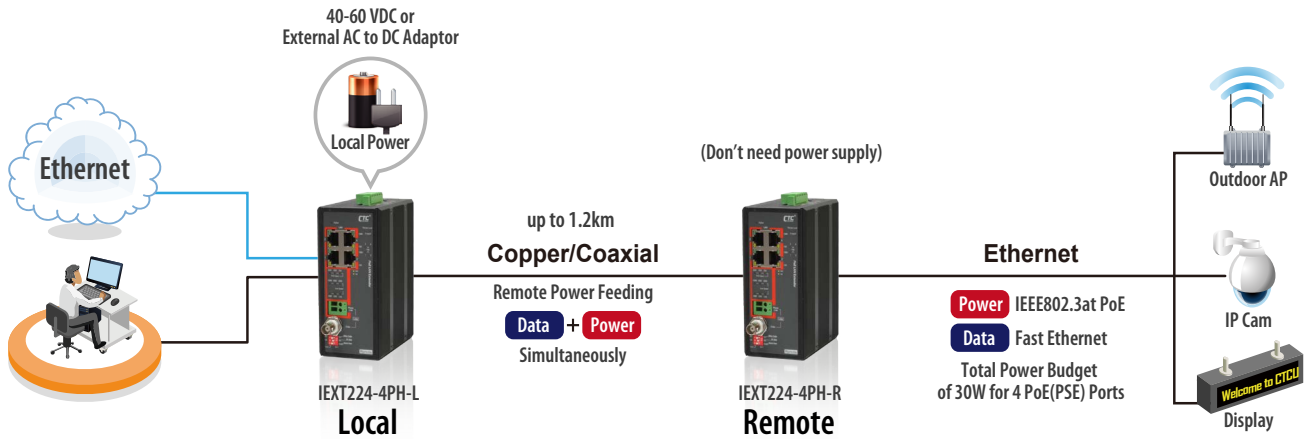 40-60 VDC or
External AC to DC Adaptor
Local Power
Ethernet
CTC
IEXT224-4PH-L
Local
up to 1.2km
Copper/Coaxial
Remote Power Feeding
Data + Power
Simultaneously
(Don't need power supply)
CTC
IEXT224-4PH-R
Remote
Ethernet
Power IEEE802.3at PoE
Data Fast Ethernet
Total Power Budget
of 30W for 4 PoE(PSE) Ports
Outdoor AP
IP Cam
Welcome to CTCU
Display